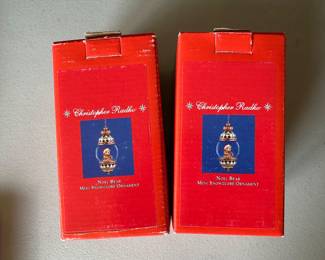 Christopher Radko
Noel Bear
Mini Snowglobe Ornament
Christopher Radko
Noel Bear
Mini Snowglobe Ornament